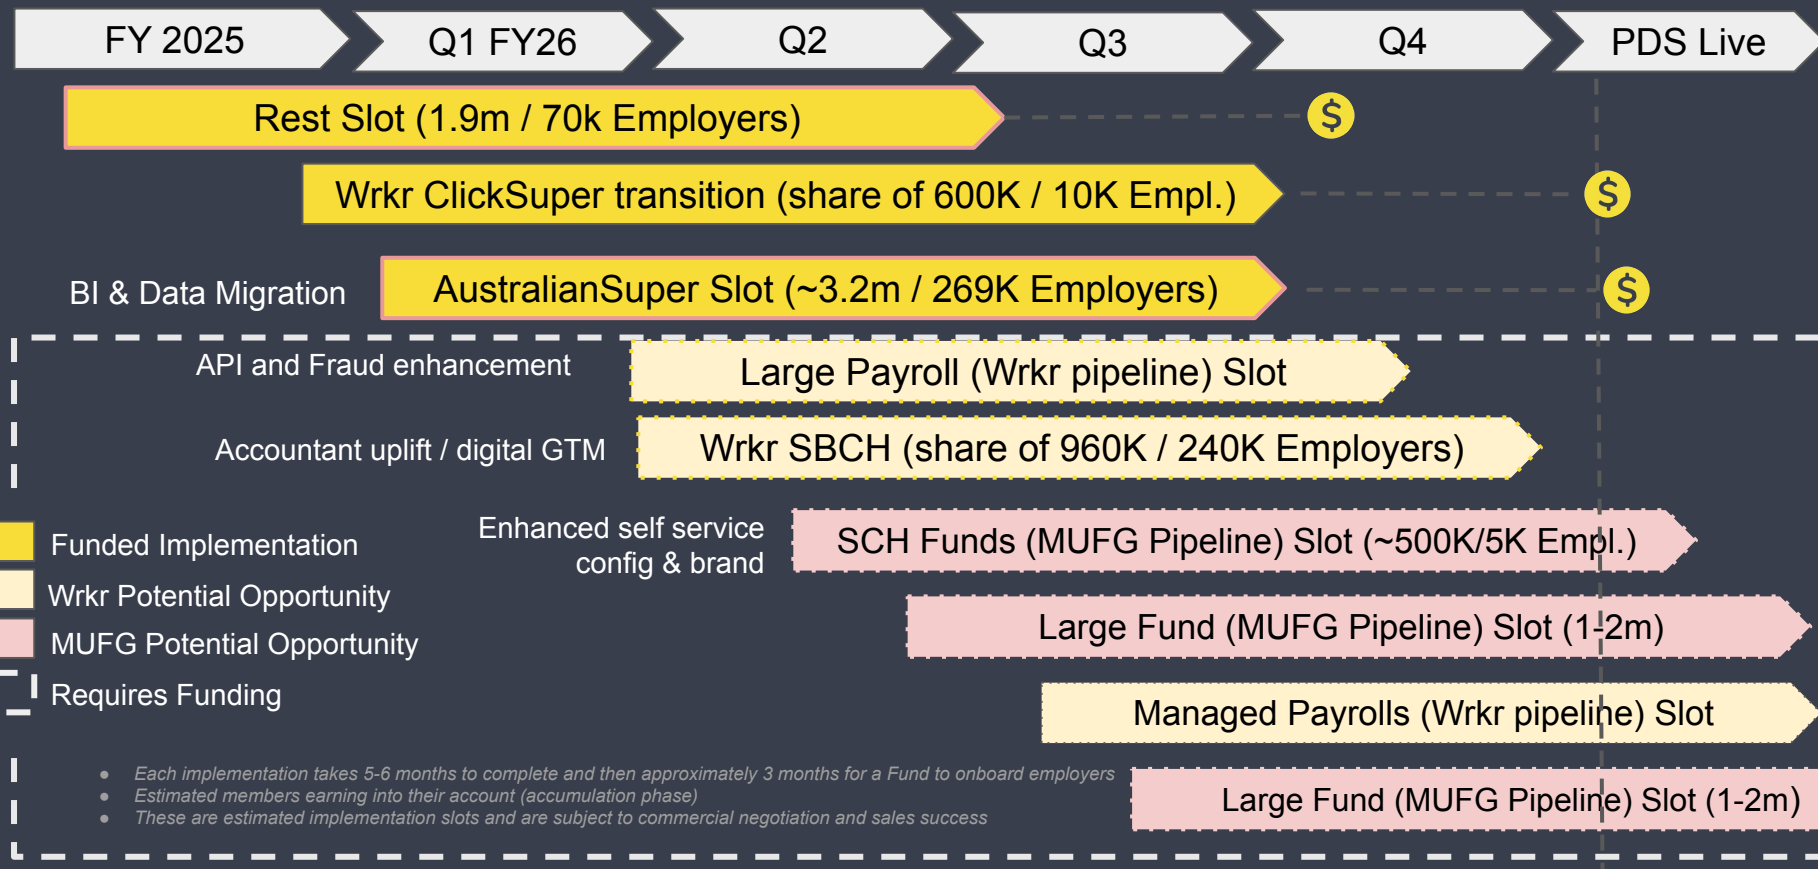 FY 2025
Q1 FY26
Q2
Q3
Q4
PDS Live
Rest Slot (1.9m / 70k Employers)
$
Wrkr ClickSuper transition (share of 600K / 10K Empl.)
$
BI & Data Migration
AustralianSuper Slot (~3.2m / 269K Employers)
$
API and Fraud enhancement
Large Payroll (Wrkr pipeline) Slot
Accountant uplift / digital GTM
Wrkr SBCH (share of 960K / 240K Employers)
Enhanced self service
config & brand
SCH Funds (MUFG Pipeline) Slot (~500K/5K Empl.)
Funded Implementation
Wrkr Potential Opportunity
MUFG Potential Opportunity
Requires Funding
Large Fund (MUFG Pipeline) Slot (1-2m)
Managed Payrolls (Wrkr pipeline) Slot
Large Fund (MUFG Pipeline) Slot (1-2m)
● Each implementation takes 5-6 months to complete and then approximately 3 months for a Fund to onboard employers
● Estimated members earning into their account (accumulation phase)
● These are estimated implementation slots and are subject to commercial negotiation and sales success